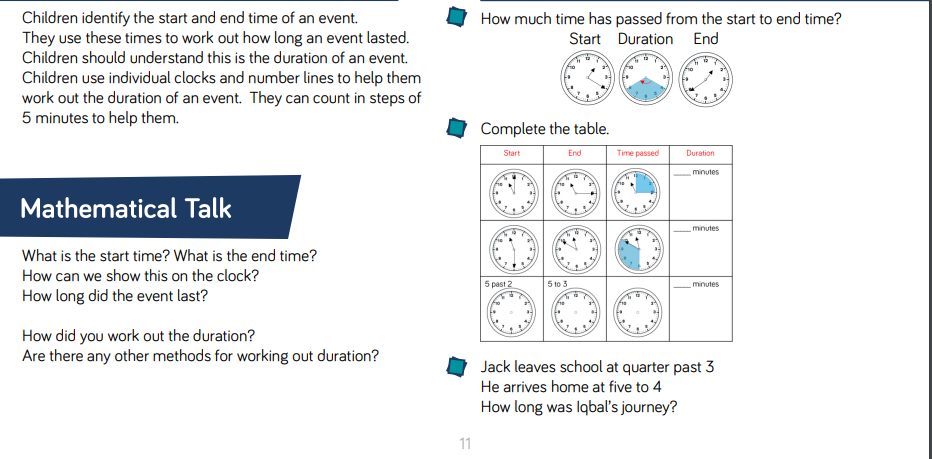 Children identify the start and end time of an event.
They use these times to work out how long an event lasted.
Children should understand this is the duration of an event.
Children use individual clocks and number lines to help them
work out the duration of an event. They can count in steps of
5 minutes to help them.
Mathematical Talk
What is the start time? What is the end time?
How can we show this on the clock?
How long did the event last?
How did you work out the duration?
Are there any other methods for working out duration?
How much time has passed from the start to end time?
Start Duration End
Complete the table.
Start End Time passed Duration
____ minutes
____ minutes
5 past 2 5 to 3 ____ minutes
Jack leaves school at quarter past 3
He arrives home at five to 4
How long was Iqbal's journey?
11